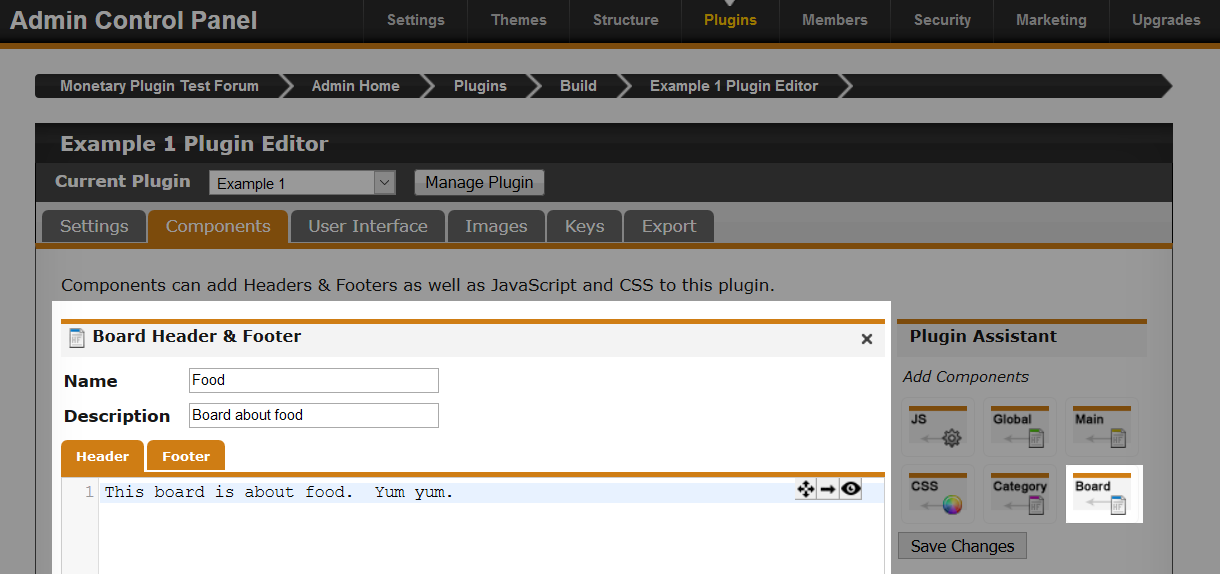 Admin Control Panel
Settings Themes Structure Plugins Members Security Marketing Upgrades
Monetary Plugin Test Forum Admin Home Plugins Build Example 1 Plugin Editor
Example 1 Plugin Editor
Current Plugin Example 1 Manage Plugin
Settings Components User Interface Images Keys Export
Components can add Headers & Footers as well as JavaScript and CSS to this plugin.
Board Header & Footer
Name Food
Description Board about food
Header Footer
1 This board is about food.  Yum yum.
Plugin Assistant
Add Components
JS Global Main
CSS Category Board
Save Changes